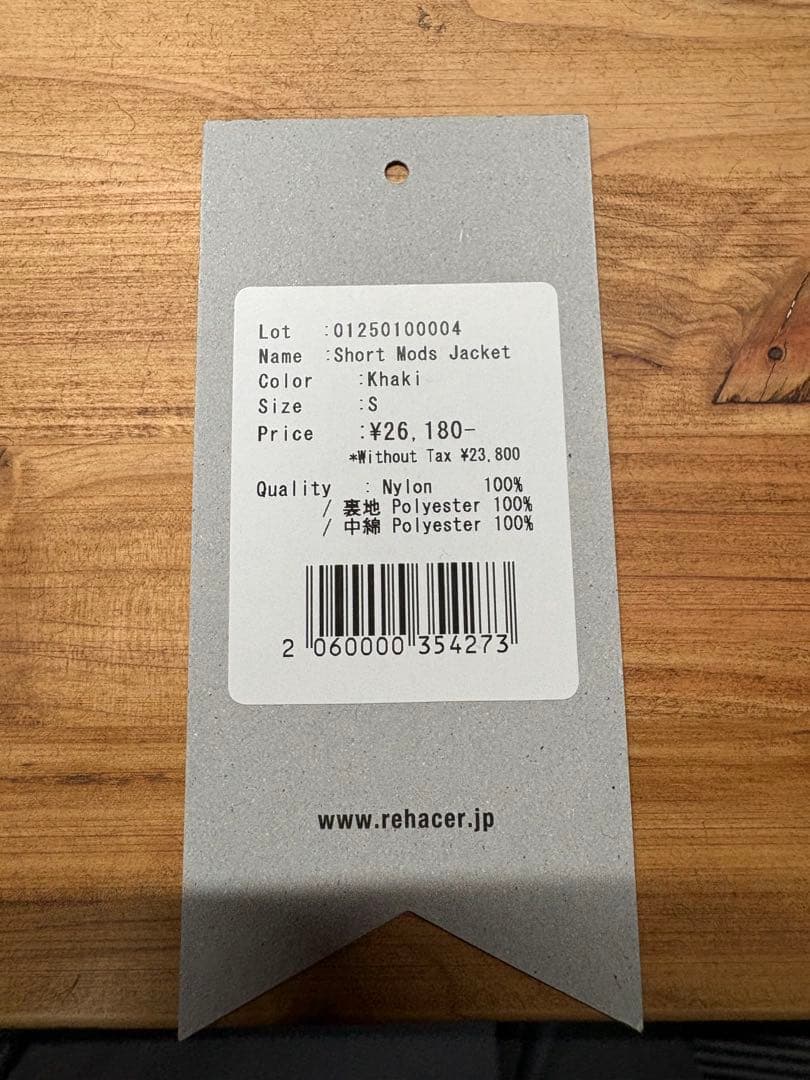 Lot :01250100004
Name :Short Mods Jacket
Color :Khaki
Size :S
Price :¥26,180-
*Without Tax ¥23,800
Quality : Nylon 100%
/ 裏地 Polyester 100%
/ 中綿 Polyester 100%
2 060000 354273
www.rehacer.jp